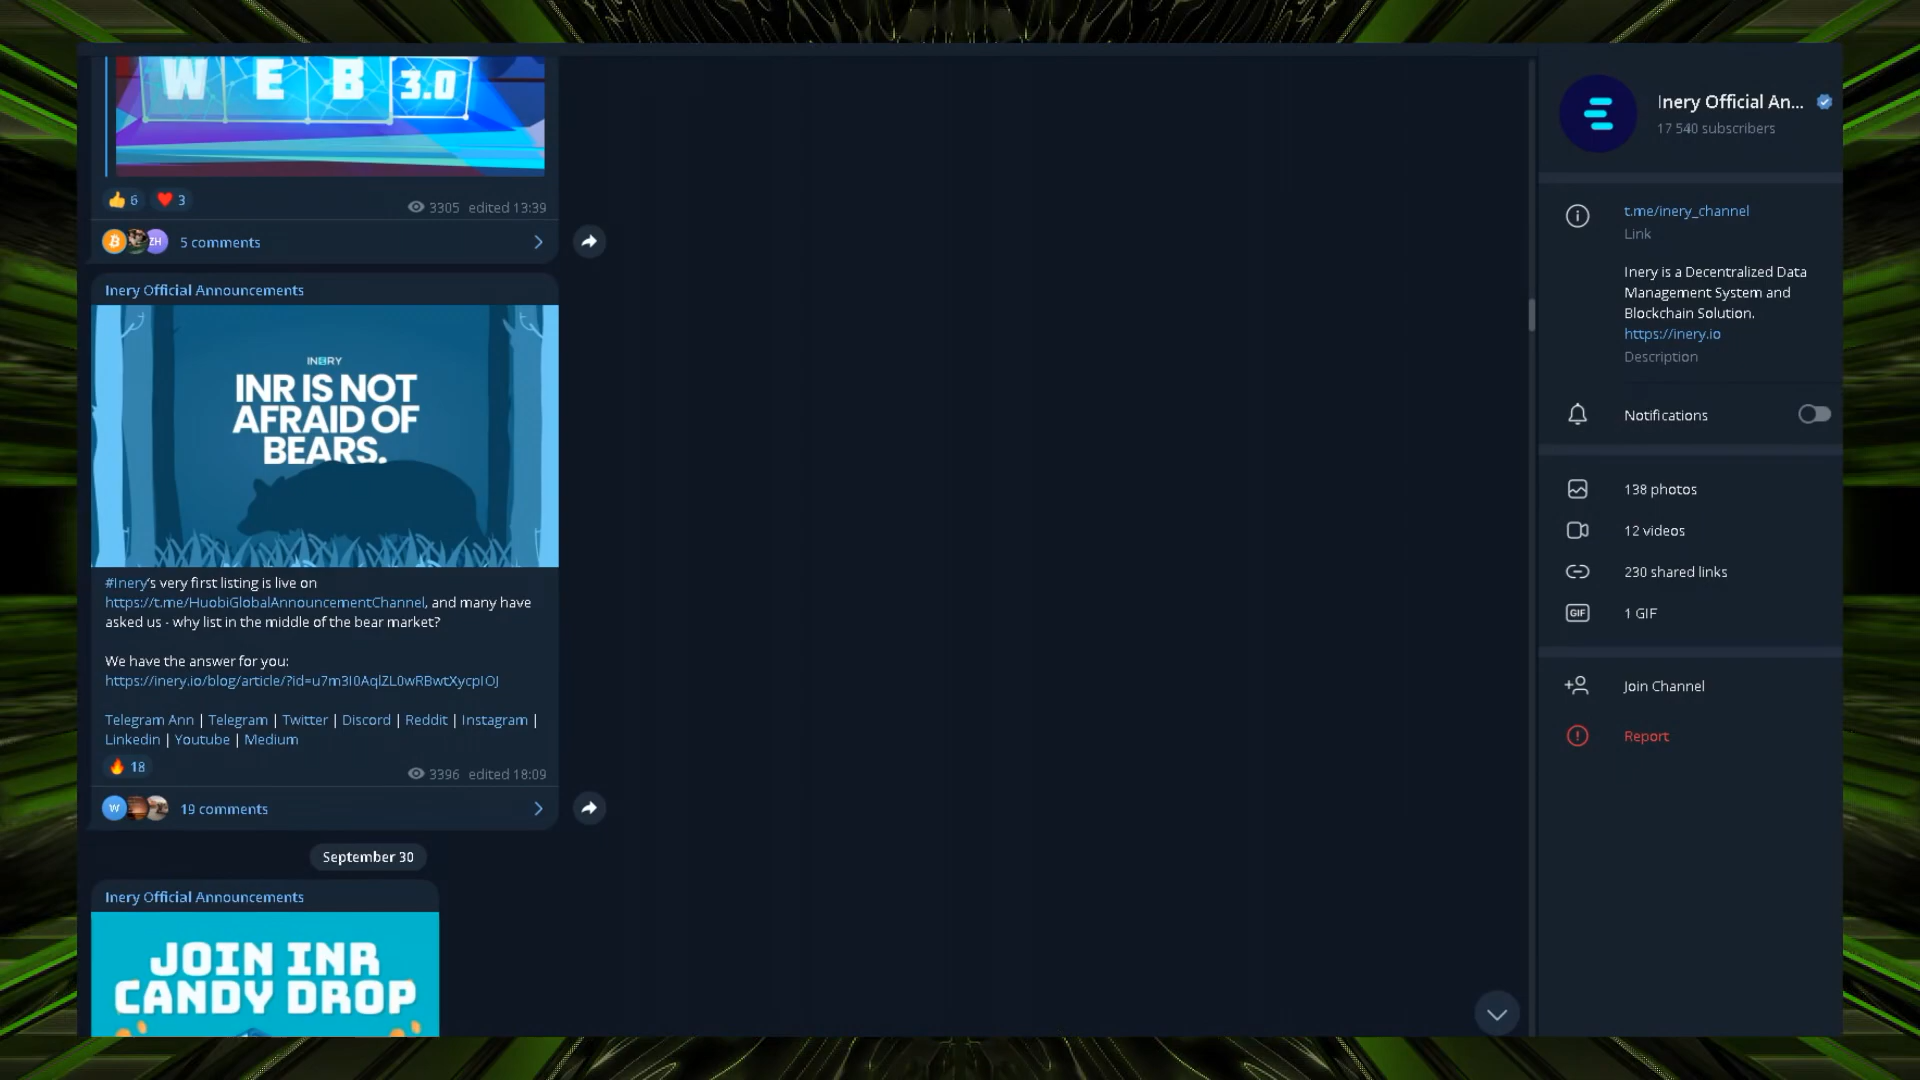 WEB 3.0
6
3
3305 edited 13:39
ZH
5 comments
Inery Official Announcements
INERY
INR IS NOT
AFRAID OF
BEARS.
#Inery's very first listing is live on
https://t.me/HuobiGlobalAnnouncementChannel, and many have
asked us - why list in the middle of the bear market?
We have the answer for you:
https://inery.io/blog/article/?id=u7m3I0AqlZL0wRBwtXycpIOJ
Telegram Ann | Telegram | Twitter | Discord | Reddit | Instagram |
Linkedin | Youtube | Medium
18
3396 edited 18:09
W
19 comments
September 30
Inery Official Announcements
JOIN INR
CANDY DROP
Inery Official An...
17 540 subscribers
t.me/inery_channel
Link
Inery is a Decentralized Data
Management System and
Blockchain Solution.
https://inery.io
Description
Notifications
138 photos
12 videos
230 shared links
GIF
1 GIF
Join Channel
Report